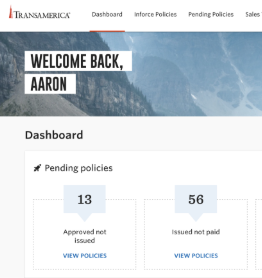 TRANSAMERICA
Dashboard Inforce Policies Pending Policies Sales
WELCOME BACK,
AARON
Dashboard
Pending policies
13 56
Approved not Issued not paid
issued
VIEW POLICIES VIEW POLICIES